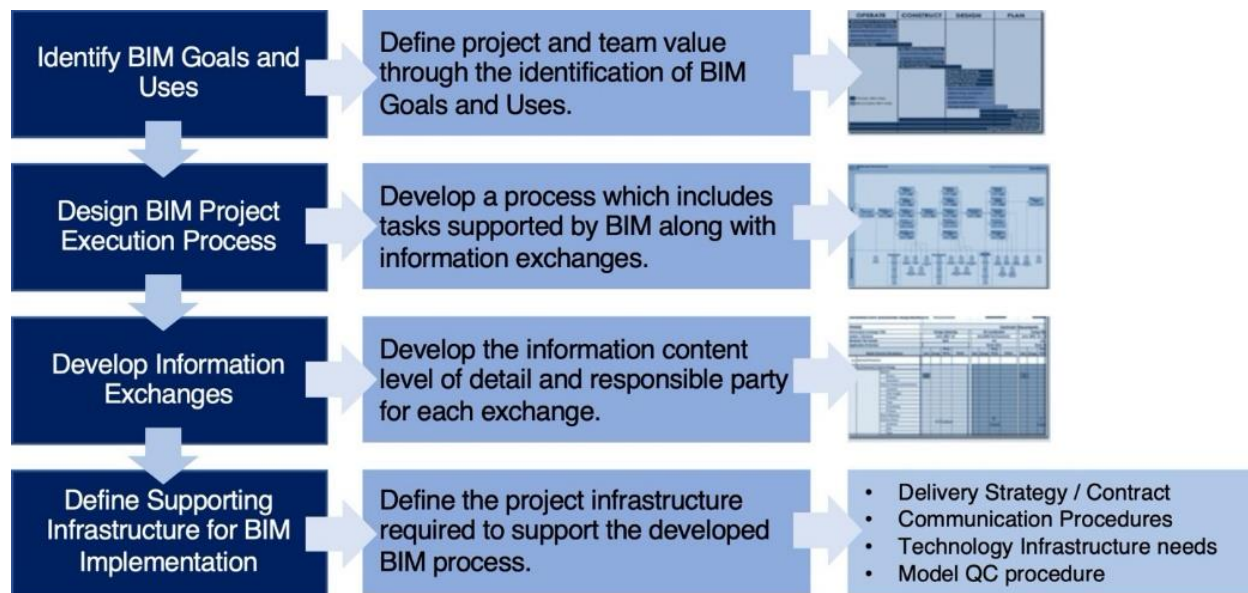 Identify BIM Goals and
Uses
Define project and team value
through the identification of BIM
Goals and Uses.
OPERATE CONSTRUCT DESIGN PLAN
Design BIM Project
Execution Process
Develop a process which includes
tasks supported by BIM along with
information exchanges.
Develop Information
Exchanges
Develop the information content
level of detail and responsible party
for each exchange.
Define Supporting
Infrastructure for BIM
Implementation
Define the project infrastructure
required to support the developed
BIM process.
• Delivery Strategy / Contract
• Communication Procedures
• Technology Infrastructure needs
• Model QC procedure